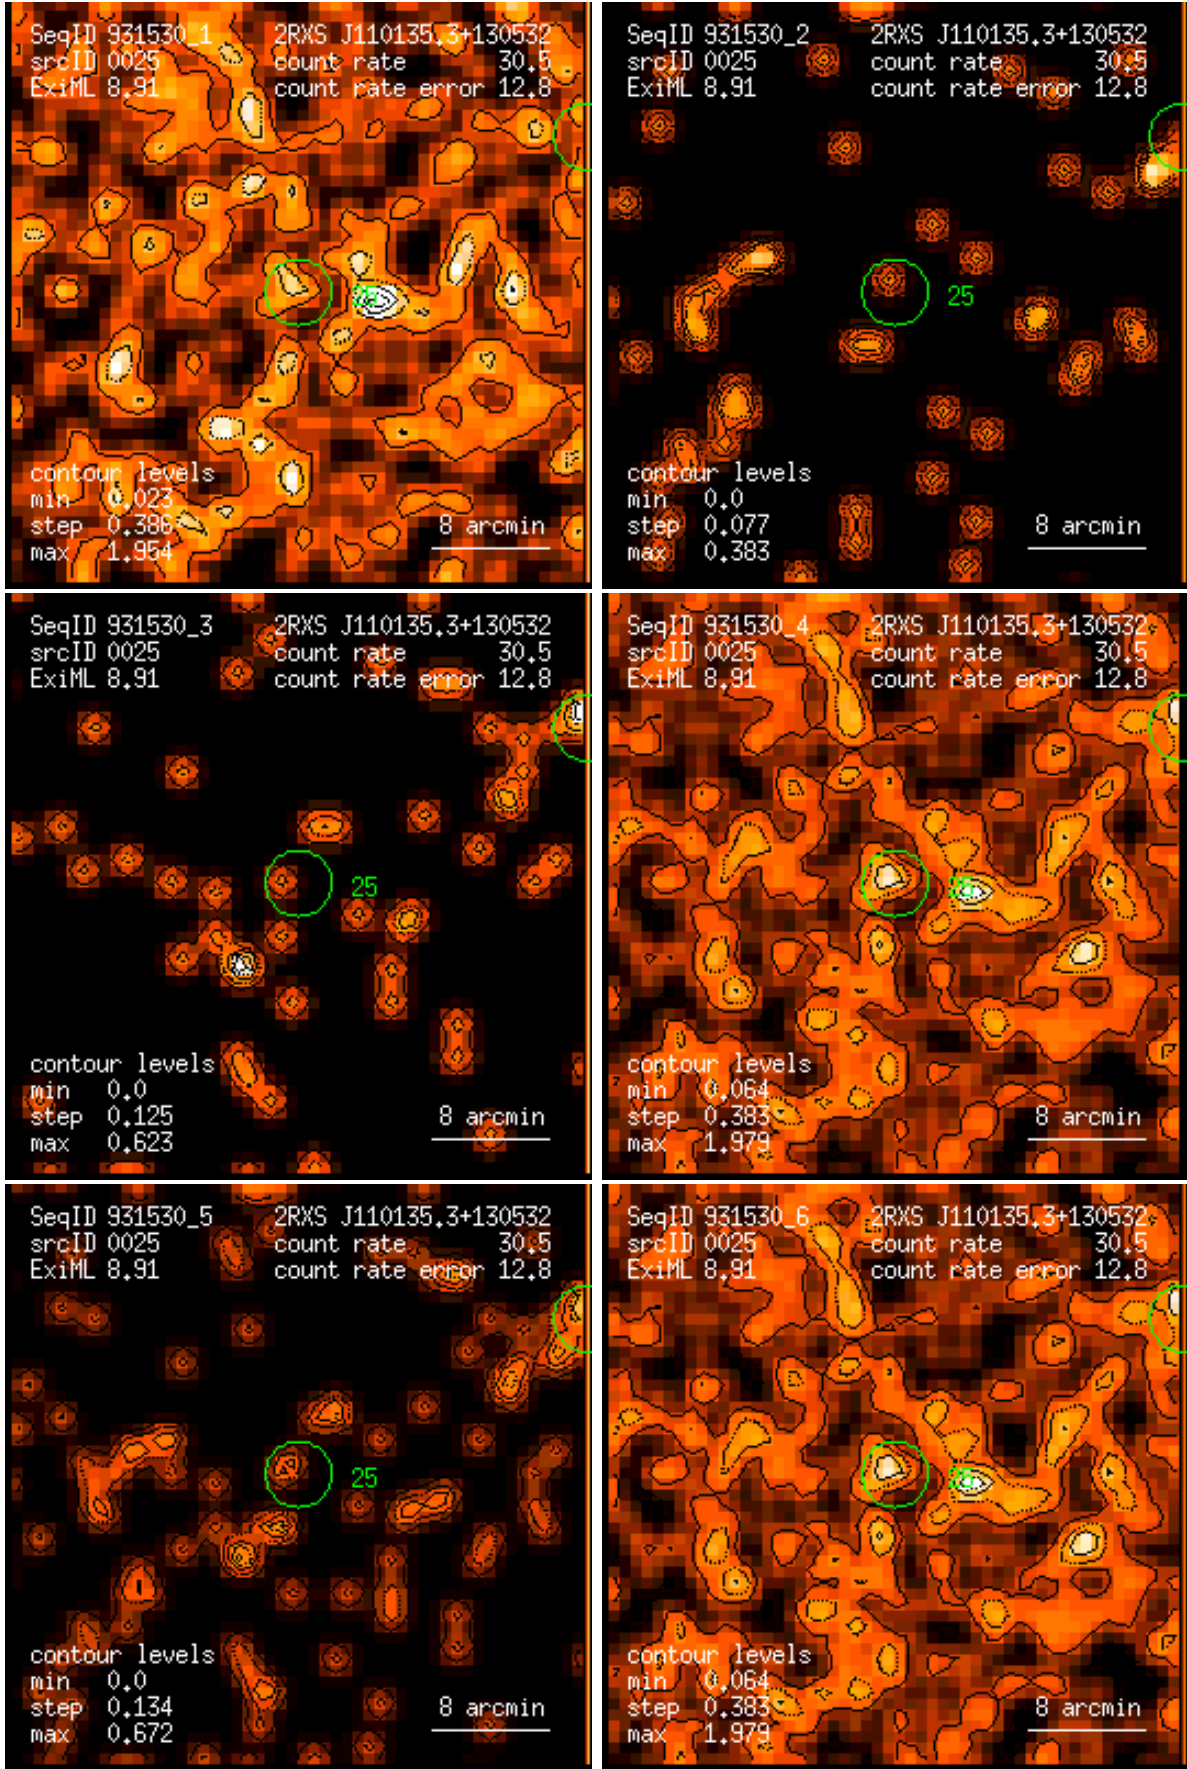 SeqID 931530_1 2RXS J110135.3+130532
srcID 0025 count rate 30.5
ExiML 8.91 count rate error 12.8
25
contour levels
min 0.023
step 0.386
max 1.954
8 arcmin
SeqID 931530_2 2RXS J110135.3+130532
srcID 0025 count rate 30.5
ExiML 8.91 count rate error 12.8
25
contour levels
min 0.0
step 0.077
max 0.383
8 arcmin
SeqID 931530_3 2RXS J110135.3+130532
srcID 0025 count rate 30.5
ExiML 8.91 count rate error 12.8
25
contour levels
min 0.0
step 0.125
max 0.623
8 arcmin
SeqID 931530_4 2RXS J110135.3+130532
srcID 0025 count rate 30.5
ExiML 8.91 count rate error 12.8
25
contour levels
min 0.064
step 0.383
max 1.979
8 arcmin
SeqID 931530_5 2RXS J110135.3+130532
srcID 0025 count rate 30.5
ExiML 8.91 count rate error 12.8
25
contour levels
min 0.0
step 0.134
max 0.672
8 arcmin
SeqID 931530_6 2RXS J110135.3+130532
srcID 0025 count rate 30.5
ExiML 8.91 count rate error 12.8
25
contour levels
min 0.064
step 0.383
max 1.979
8 arcmin